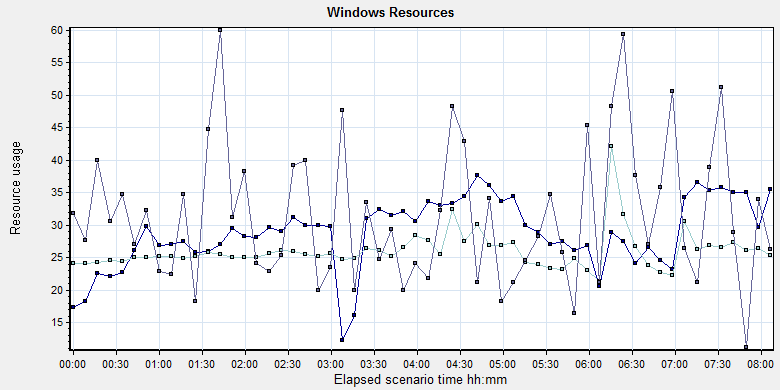 Windows Resources
60
55
50
45
40
35
30
25
20
15
Resource usage
00:00 00:30 01:00 01:30 02:00 02:30 03:00 03:30 04:00 04:30 05:00 05:30 06:00 06:30 07:00 07:30 08:00
Elapsed scenario time hh:mm